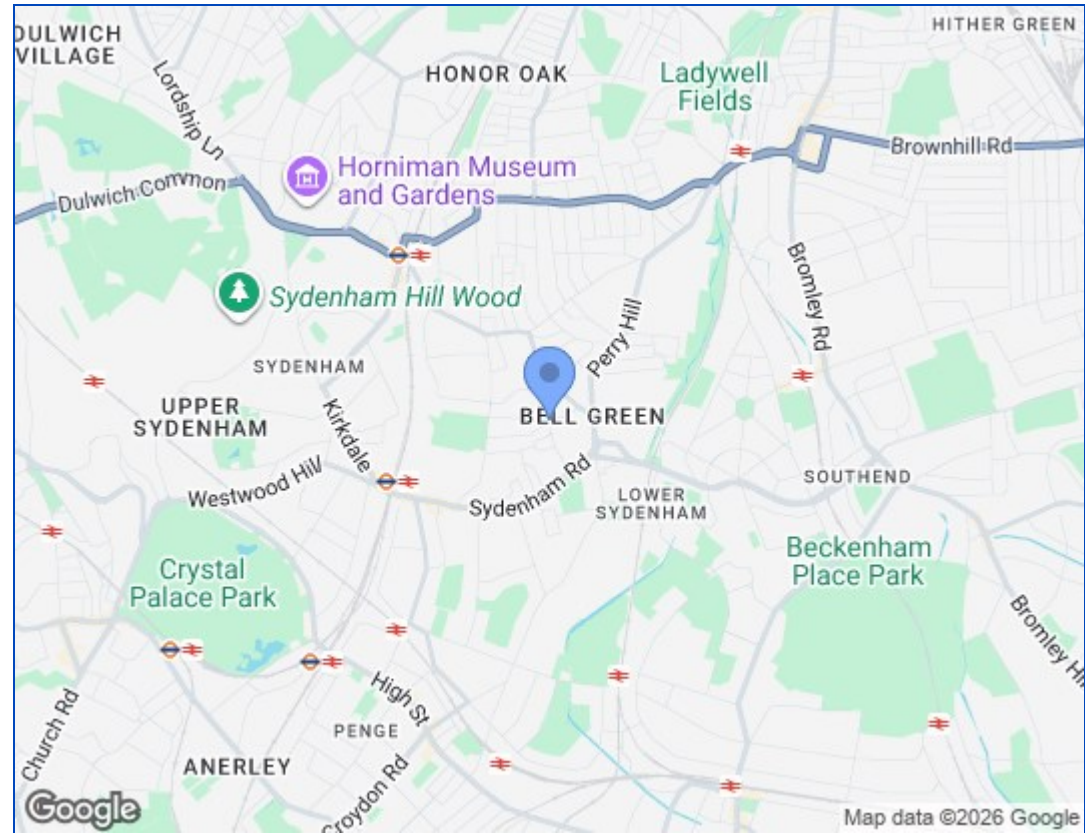 DULWICH
VILLAGE
HITHER GREEN
HONOR OAK
Ladywell
Fields
Lordship Ln
Brownhill Rd
Horniman Museum
and Gardens
Dulwich Common
Sydenham Hill Wood
Bromley Rd
Perry Hill
SYDENHAM
UPPER
SYDENHAM
Kirkdale
BELL GREEN
Westwood Hill
Sydenham Rd
SOUTHEND
LOWER
SYDENHAM
Beckenham
Place Park
Crystal
Palace Park
Bromley Hill
High St
Church Rd
PENGE
ANERLEY
Croydon Rd
Google
Map data ©2026 Google